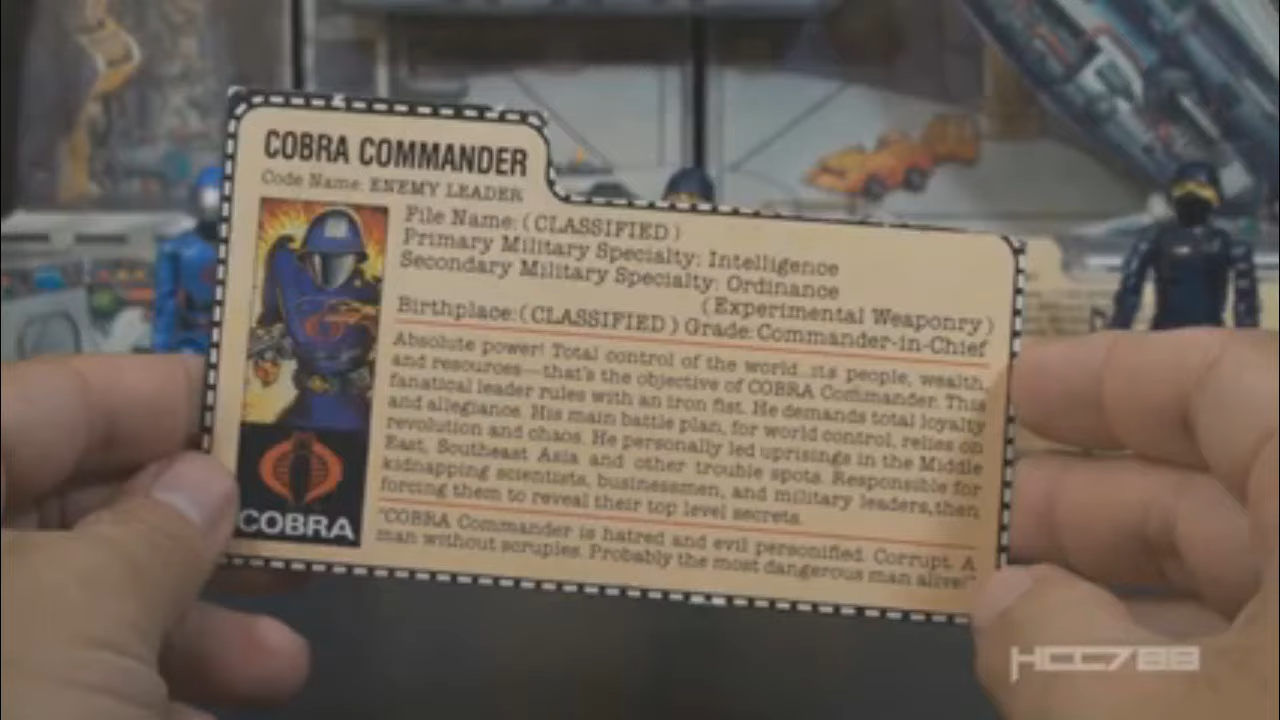 COBRA COMMANDER
Code Name: ENEMY LEADER
File Name: (CLASSIFIED)
Primary Military Specialty: Intelligence
Secondary Military Specialty: Ordinance
(Experimental Weaponry)
Birthplace: (CLASSIFIED) Grade: Commander-in-Chief
Absolute power! Total control of the world...its people, wealth,
and resources—that's the objective of COBRA Commander. This
fanatical leader rules with an iron fist. He demands total loyalty
and allegiance. His main battle plan, for world control, relies on
revolution and chaos. He personally led uprisings in the Middle
East, Southeast Asia and other trouble spots. Responsible for
kidnapping scientists, businessmen, and military leaders, then
forcing them to reveal their top level secrets.
"COBRA Commander is hatred and evil personified. Corrupt. A
man without scruples. Probably the most dangerous man alive!"
COBRA
HCC788